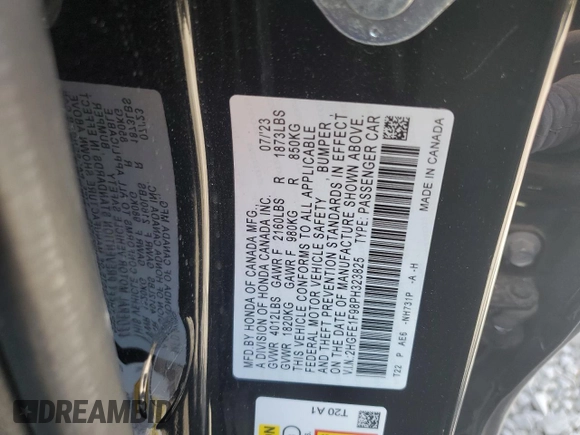 MFD BY HONDA OF CANADA MFG. 07/23
A DIVISION OF HONDA CANADA INC.
GVWR 4012LBS GAWR F 2160LBS R 1873LBS
GVWR 1820KG GAWR F 980KG R 850KG
THIS VEHICLE CONFORMS TO ALL APPLICABLE
FEDERAL MOTOR VEHICLE SAFETY, BUMPER,
AND THEFT PREVENTION STANDARDS IN EFFECT
ON THE DATE OF MANUFACTURE SHOWN ABOVE.
V.I.N. 2HGFE1F98PH323825 TYPE: PASSENGER CAR
T22 P AE6 -NH731P -A -H MADE IN CANADA
T20 A1
DREAMBID